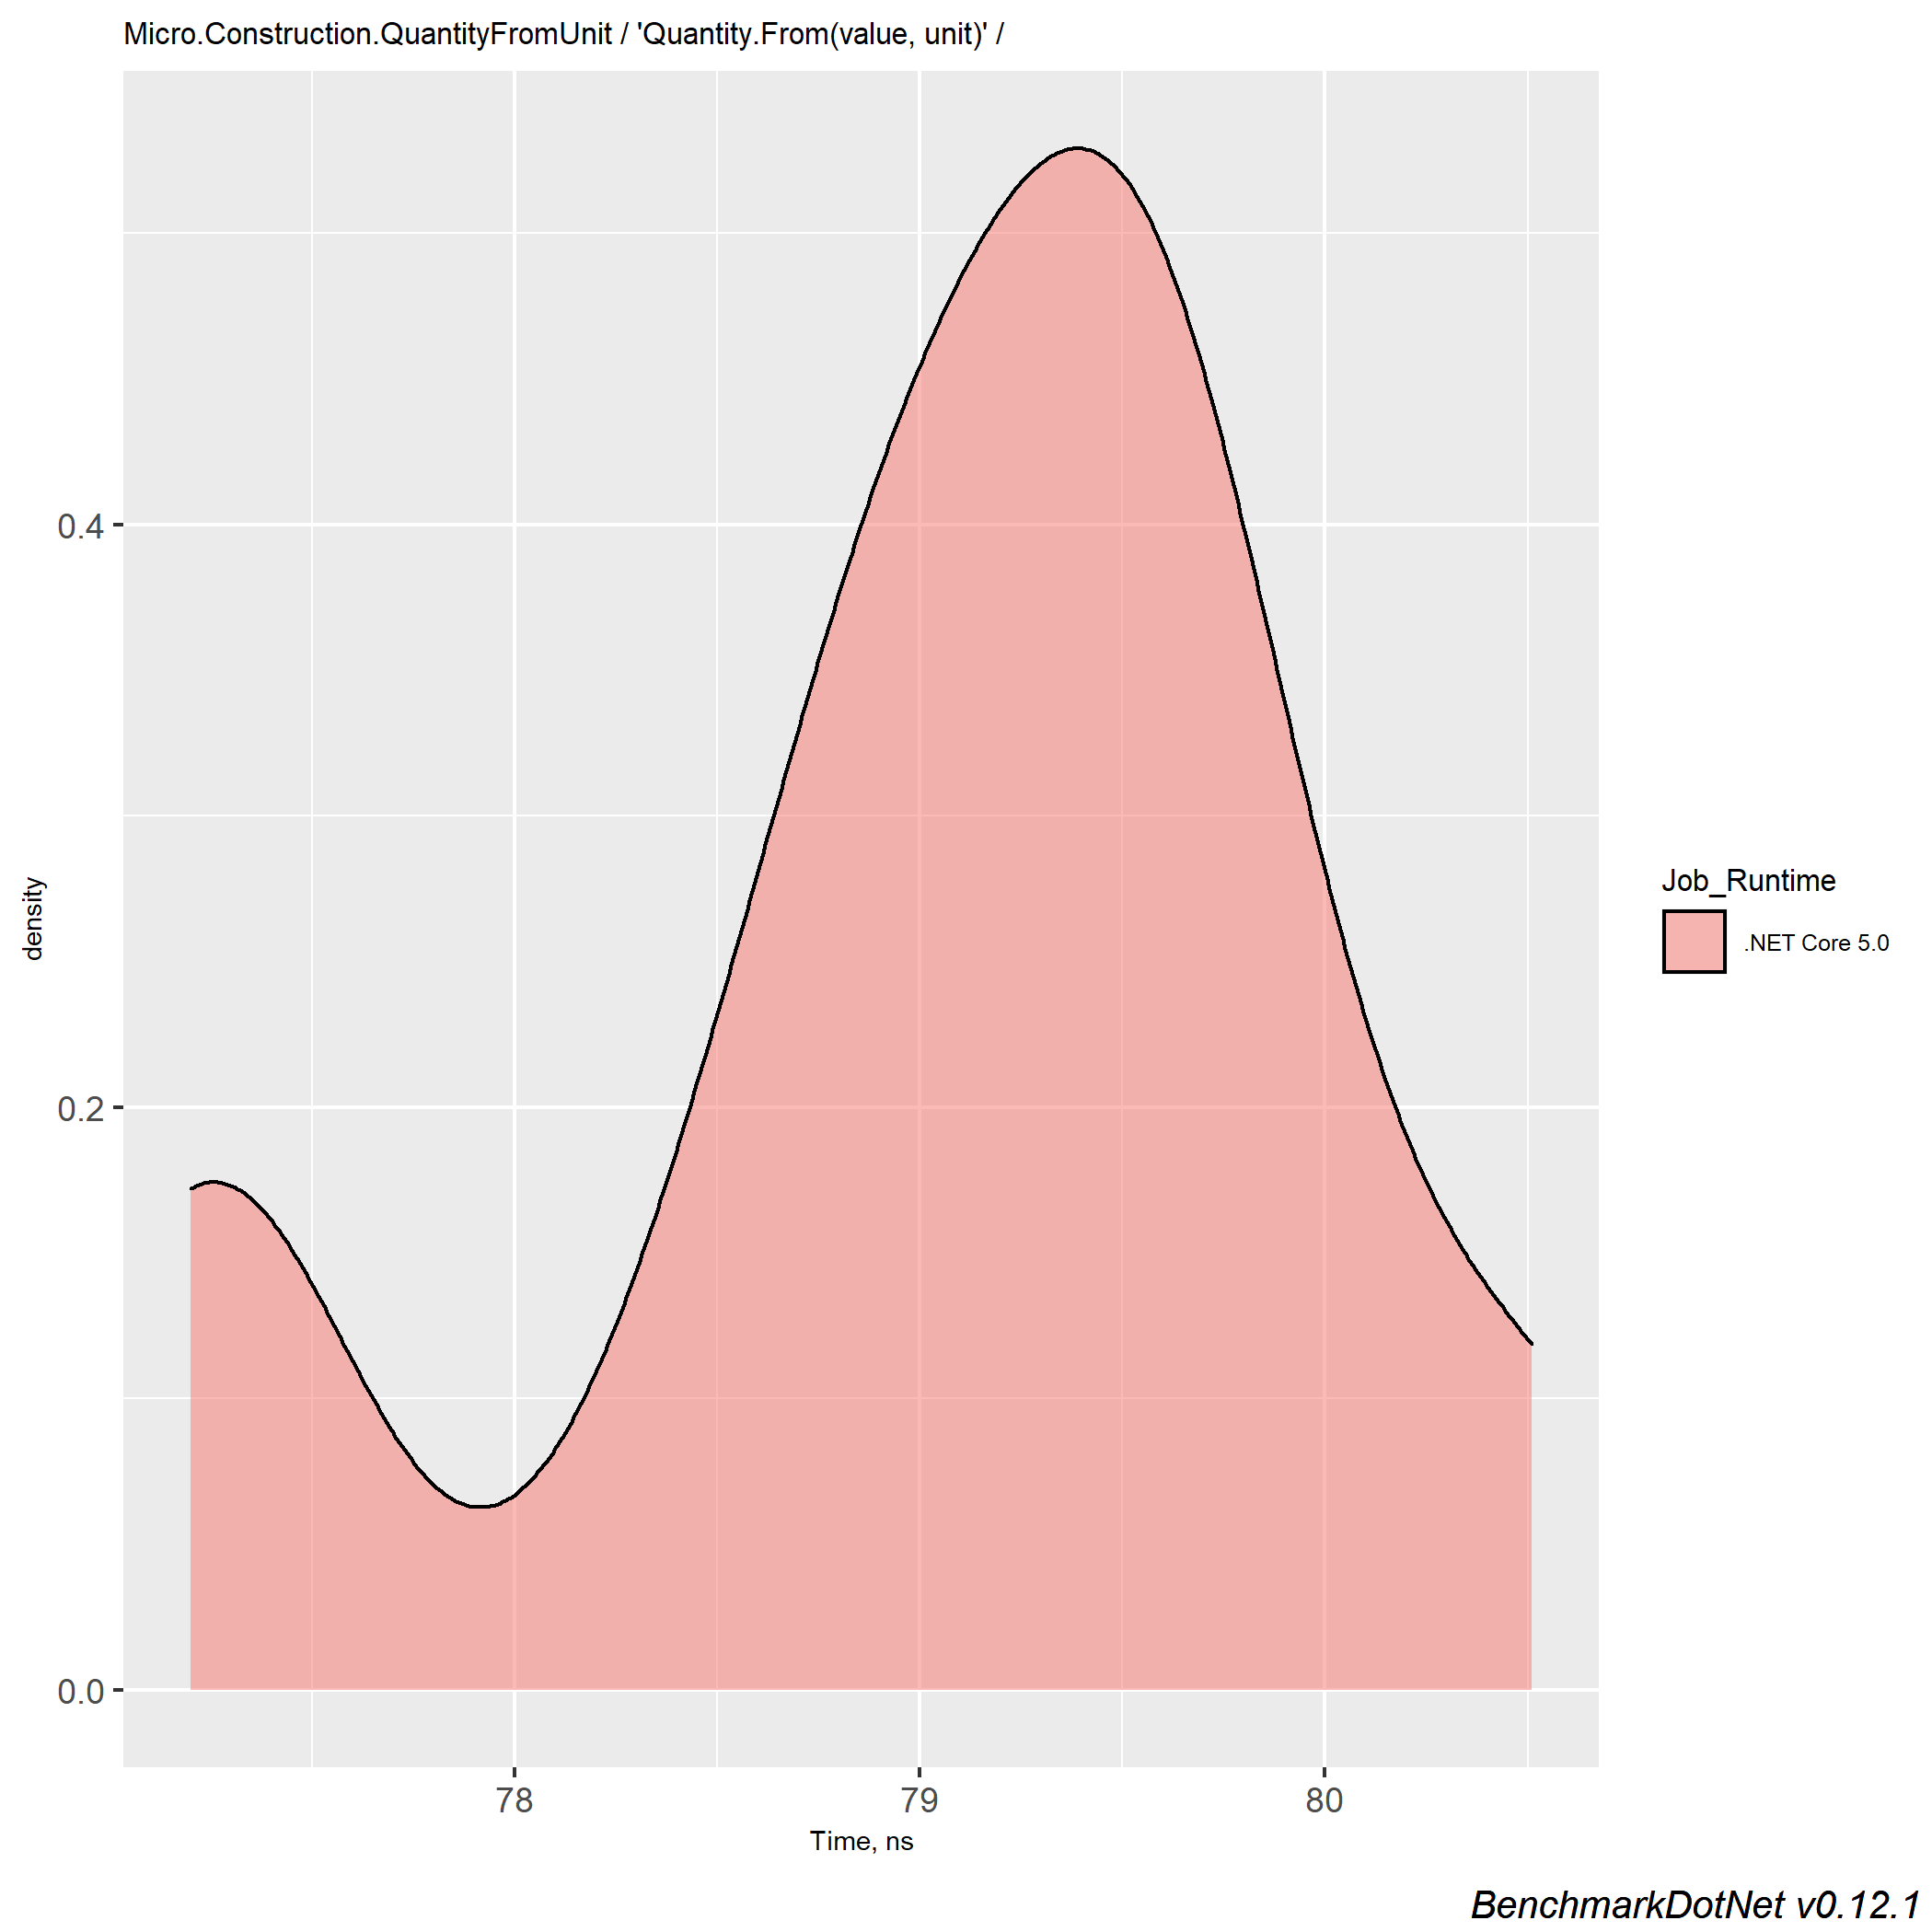 Micro.Construction.QuantityFromUnit / 'Quantity.From(value, unit)' /
density
0.4
0.2
0.0
78 79 80
Time, ns
Job_Runtime
.NET Core 5.0
BenchmarkDotNet v0.12.1